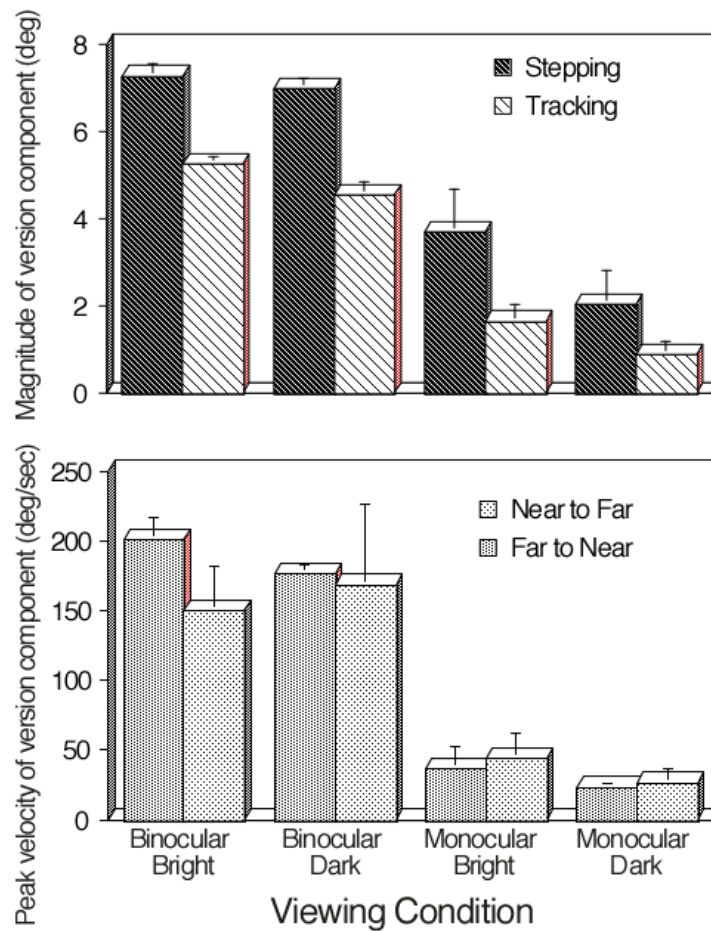 Magnitude of version component (deg)
8
6
4
2
0
Stepping
Tracking
Peak velocity of version component (deg/sec)
250
200
150
100
50
0
Near to Far
Far to Near
Binocular Bright
Binocular Dark
Monocular Bright
Monocular Dark
Viewing Condition